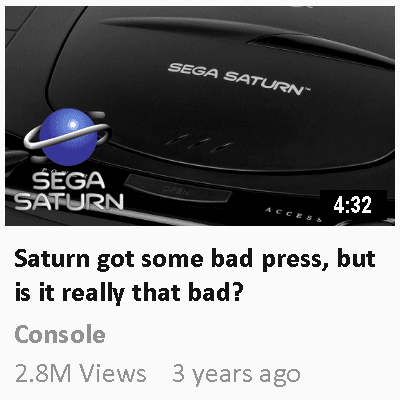 SEGA SATURN™
SEGA
SATURN
OPEN
ACCESS
4:32
Saturn got some bad press, but
is it really that bad?
Console
2.8M Views 3 years ago